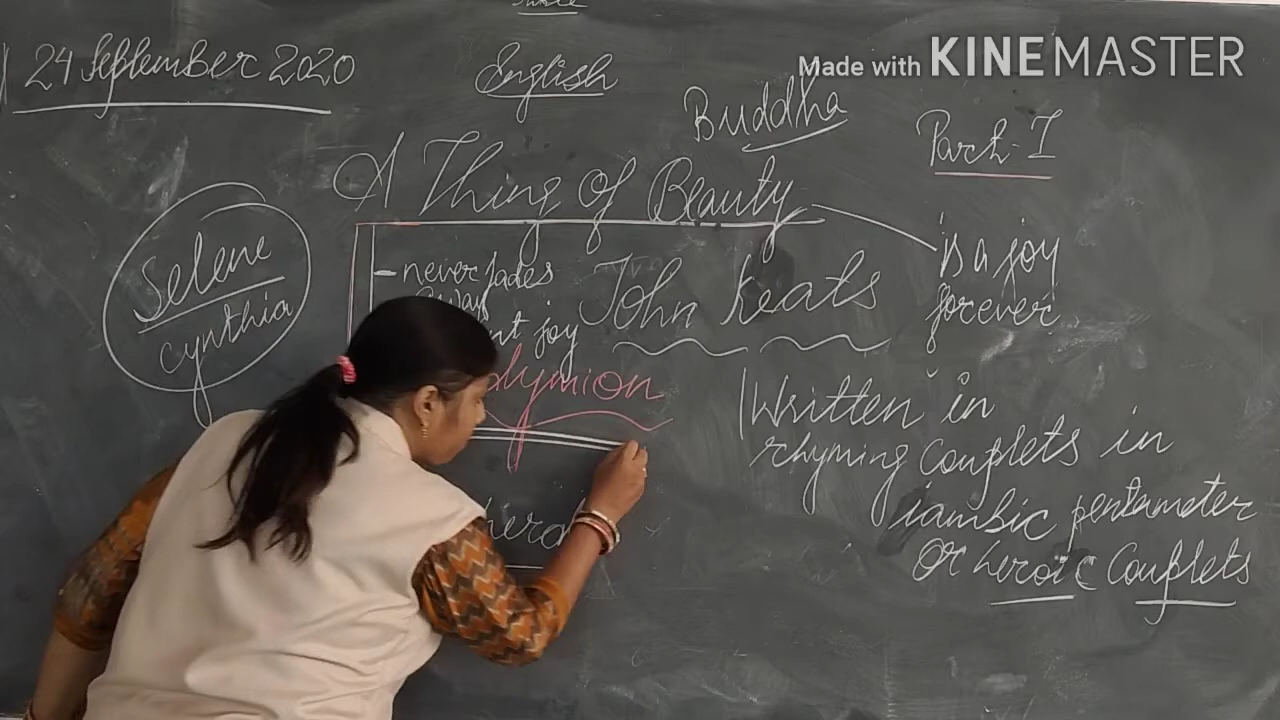 24 September 2020
English
Made with KINEMASTER
Buddha
Part-I
A Thing Of Beauty
is a joy
forever
Selene
cynthia
never fades
away
joy
John Keats
Written in
rhyming couplets in
iambic pentameter
Or heroic couplets